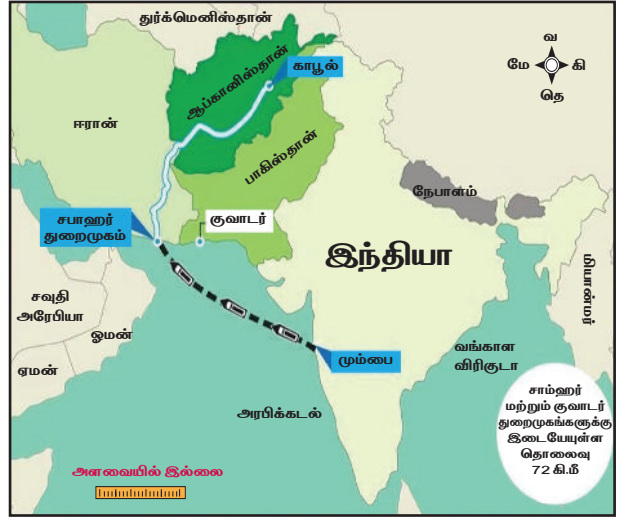 துர்க்மெனிஸ்தான்
வ
மே
கி
தெ
ஆப்கானிஸ்தான்
காபூல்
ஈரான்
பாகிஸ்தான்
நேபாளம்
சபாஹர்
துறைமுகம்
குவாடர்
இந்தியா
மியான்மர்
சவுதி
அரேபியா
ஓமன்
ஏமன்
மும்பை
வங்காள
விரிகுடா
அரபிக்கடல்
சாம்ஹர்
மற்றும் குவாடர்
துறைமுகங்களுக்கு
இடையேயுள்ள
தொலைவு
72 கி.மீ
அளவையில் இல்லை